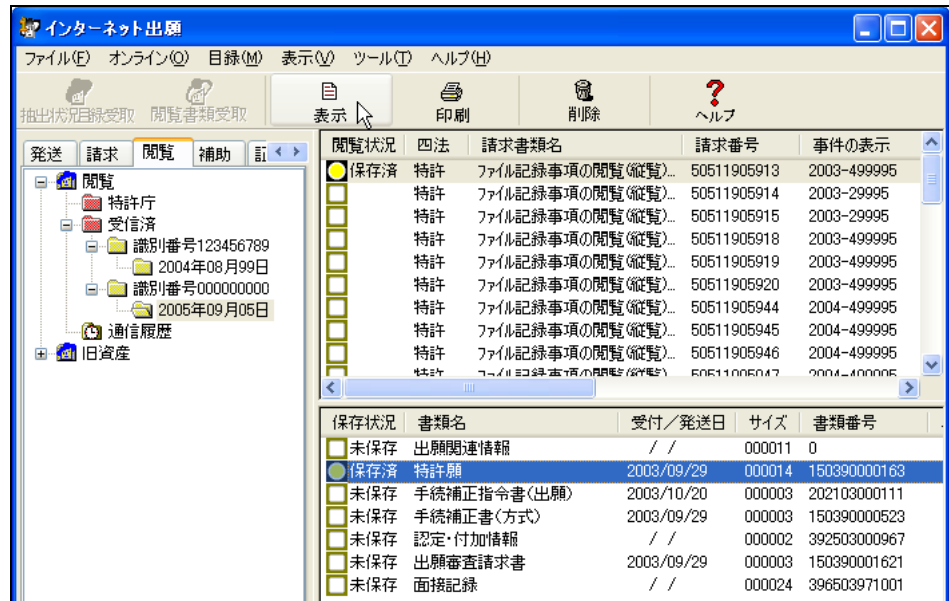 インターネット出願
ファイル(F) オンライン(O) 目録(M) 表示(V) ツール(T) ヘルプ(H)
抽出状況目録受取 閲覧書類受取 表示 印刷 削除 ヘルプ
発送 請求 閲覧 補助
閲覧
特許庁
受信済
識別番号123456789
2004年08月99日
識別番号000000000
2005年09月05日
通信履歴
旧資産
閲覧状況 四法 請求書類名 請求番号 事件の表示
保存済 特許 ファイル記録事項の閲覧(縦覧)... 50511905913 2003-499995
特許 ファイル記録事項の閲覧(縦覧)... 50511905914 2003-29995
特許 ファイル記録事項の閲覧(縦覧)... 50511905915 2003-29995
特許 ファイル記録事項の閲覧(縦覧)... 50511905918 2003-499995
特許 ファイル記録事項の閲覧(縦覧)... 50511905919 2003-499995
特許 ファイル記録事項の閲覧(縦覧)... 50511905920 2003-499995
特許 ファイル記録事項の閲覧(縦覧)... 50511905944 2004-499995
特許 ファイル記録事項の閲覧(縦覧)... 50511905945 2004-499995
特許 ファイル記録事項の閲覧(縦覧)... 50511905946 2004-499995
保存状況 書類名 受付/発送日 サイズ 書類番号
未保存 出願関連情報 / / 000011 0
保存済 特許願 2003/09/29 000014 150390000163
未保存 手続補正指令書(出願) 2003/10/20 000003 202103000111
未保存 手続補正書(方式) 2003/09/29 000003 150390000523
未保存 認定・付加情報 / / 000002 392503000967
未保存 出願審査請求書 2003/09/29 000003 150390001621
未保存 面接記録 / / 000024 396503971001